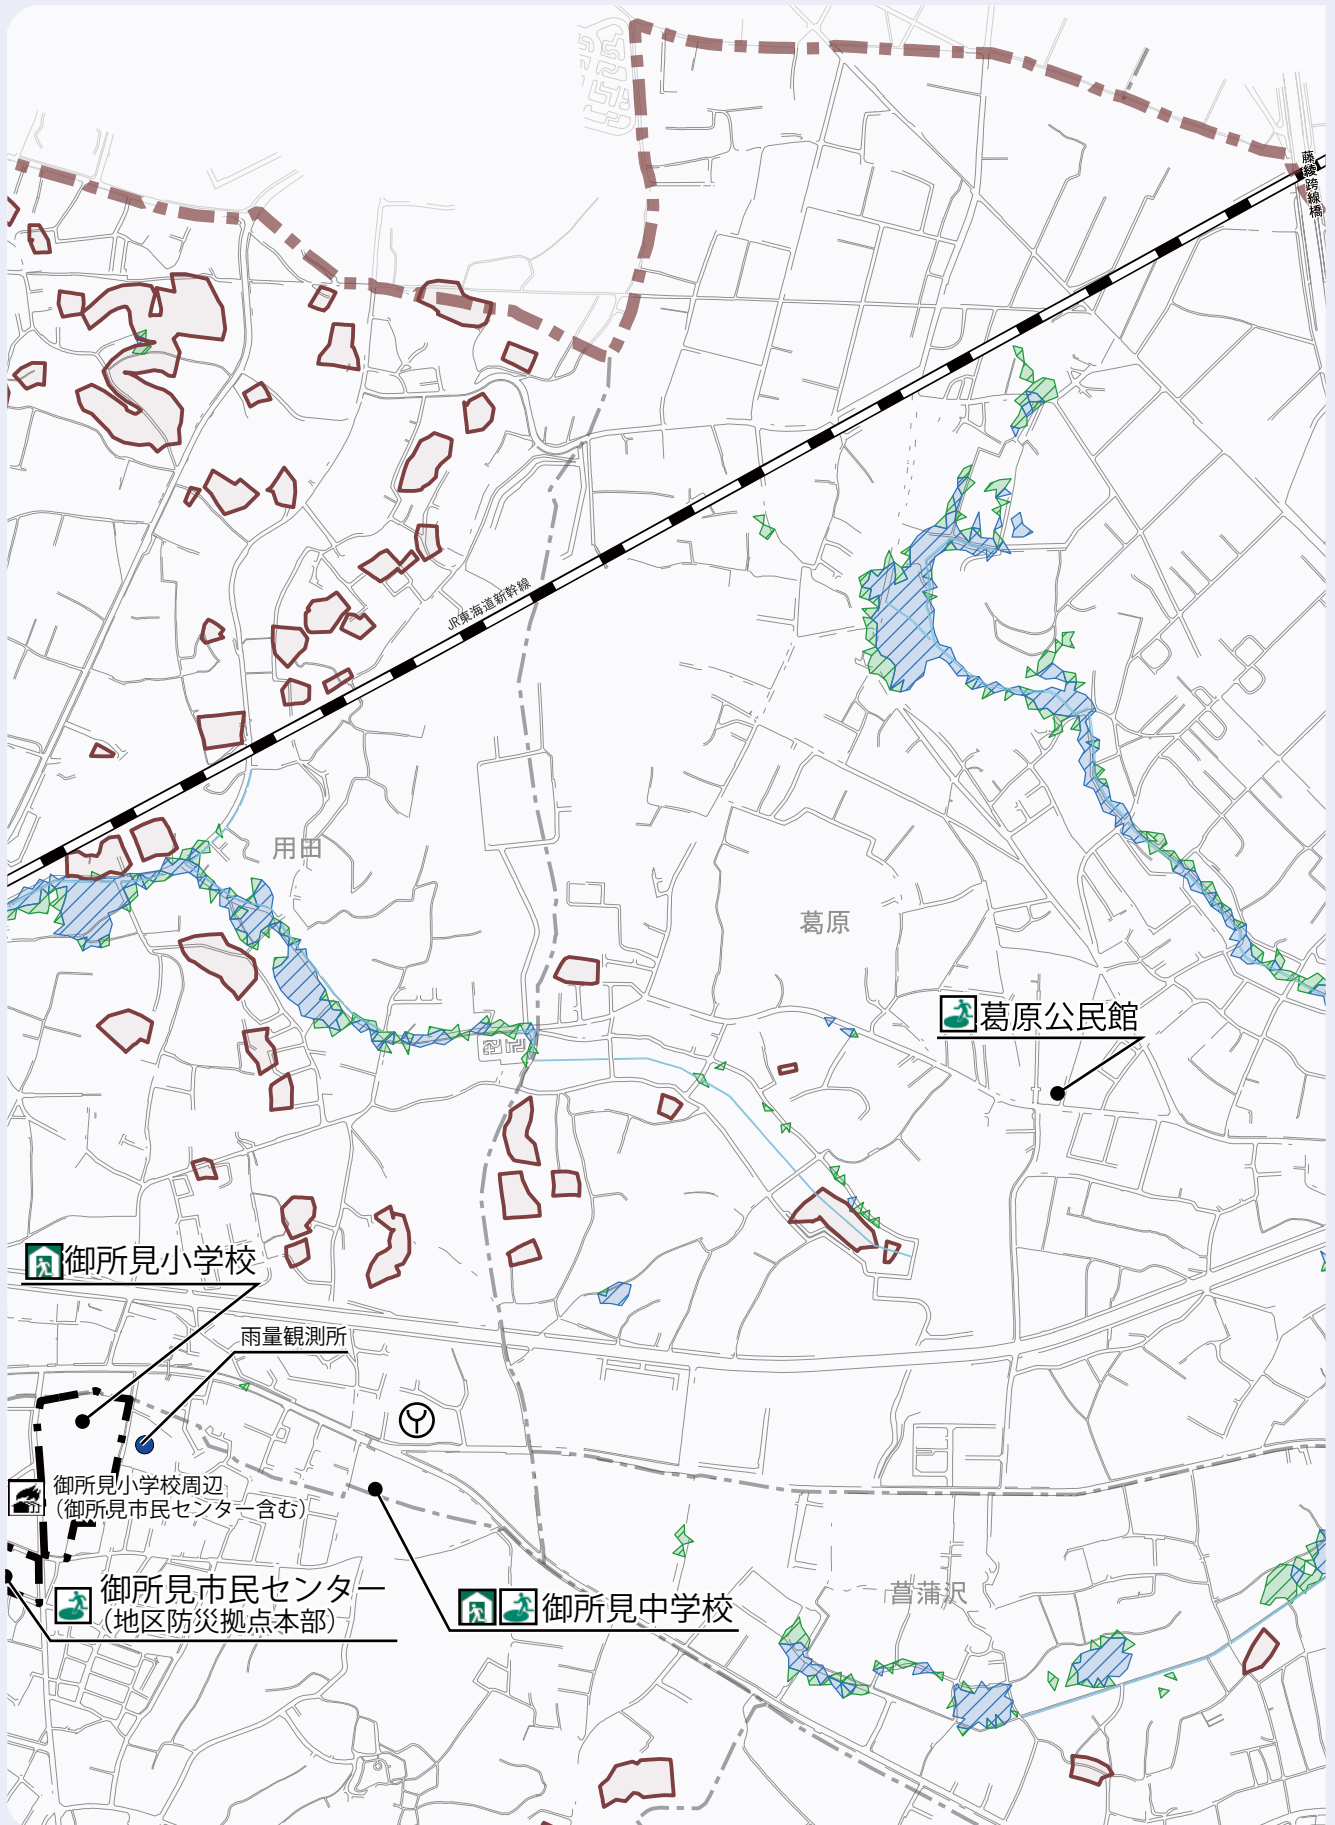 藤綾跨線橋
JR東海道新幹線
用田
葛原
葛原公民館
御所見小学校
雨量観測所
御所見小学校周辺
（御所見市民センター含む）
御所見市民センター
（地区防災拠点本部）
御所見中学校
菖蒲沢